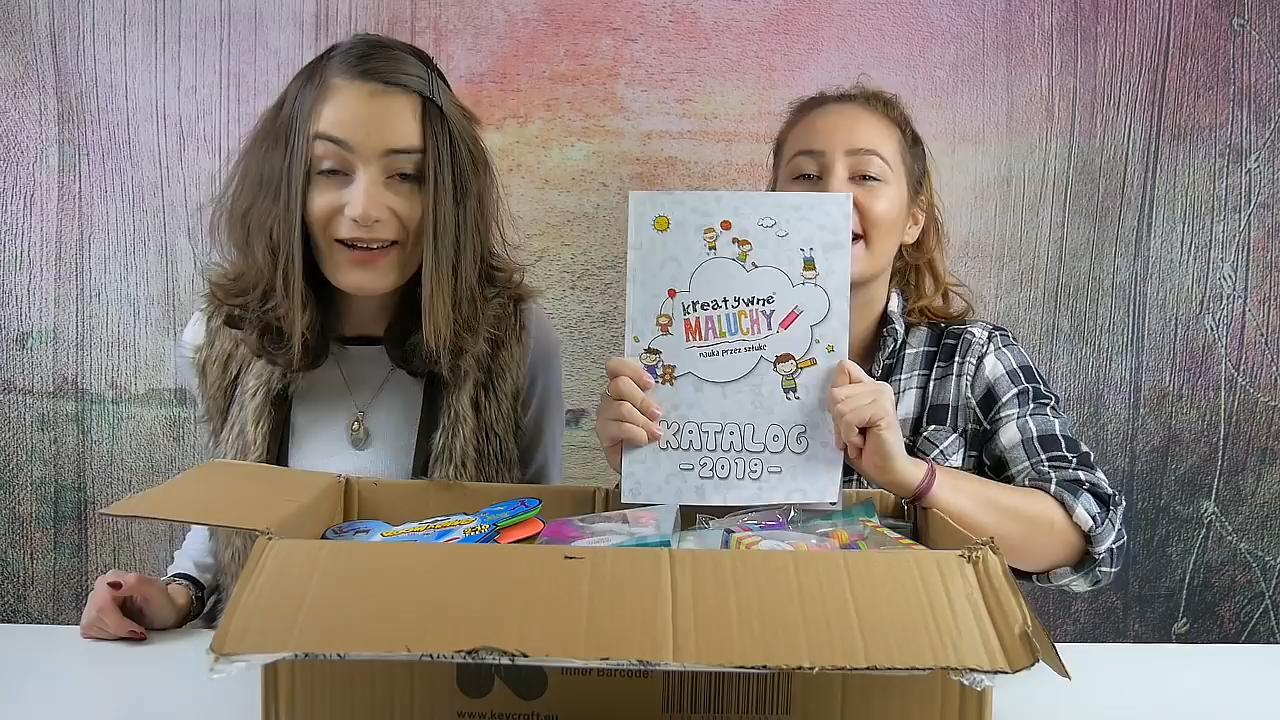 kreatywne
MALUCHY
nauka przez sztukę
KATALOG
-2019-
Inner Barcode:
www.keycraft.eu